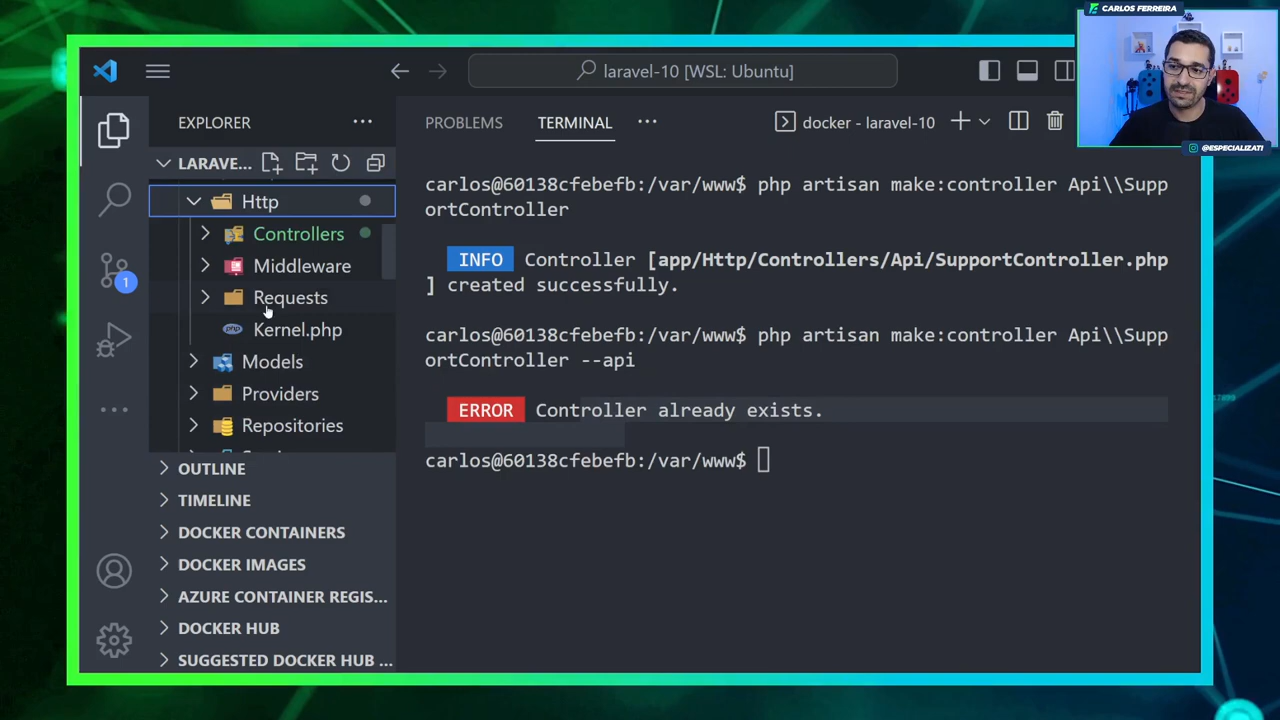 CARLOS FERREIRA
@ESPECIALIZATI
laravel-10 [WSL: Ubuntu]
EXPLORER
LARAVE...
Http
Controllers
Middleware
Requests
php
Kernel.php
Models
Providers
Repositories
OUTLINE
TIMELINE
DOCKER CONTAINERS
DOCKER IMAGES
AZURE CONTAINER REGIS...
DOCKER HUB
SUGGESTED DOCKER HUB ...
1
PROBLEMS
TERMINAL
docker - laravel-10
carlos@60138cfebefb:/var/www$ php artisan make:controller Api\\Supp
ortController
INFO Controller [app/Http/Controllers/Api/SupportController.php
] created successfully.
carlos@60138cfebefb:/var/www$ php artisan make:controller Api\\Supp
ortController --api
ERROR Controller already exists.
carlos@60138cfebefb:/var/www$